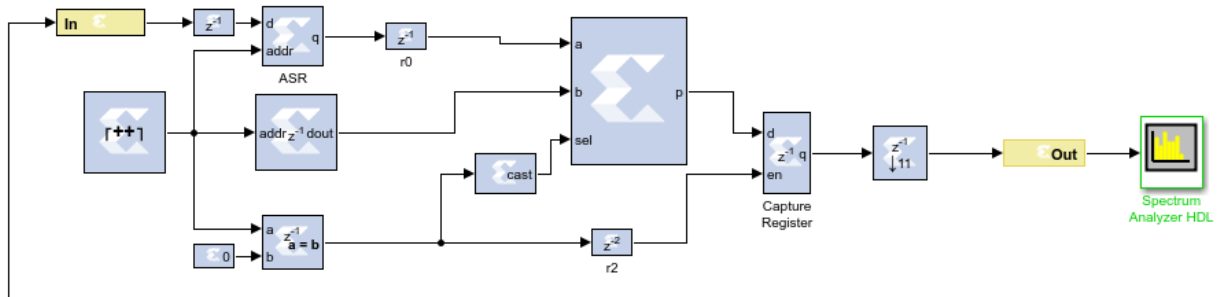 In
z⁻¹
d
addr
q
ASR
z⁻¹
r0
a
b
sel
p
⌈++⌉
addr z⁻¹ dout
cast
d
z⁻¹ q
en
Capture
Register
z⁻¹
↓11
Out
Spectrum
Analyzer HDL
a
z⁻¹
a = b
b
0
z⁻²
r2